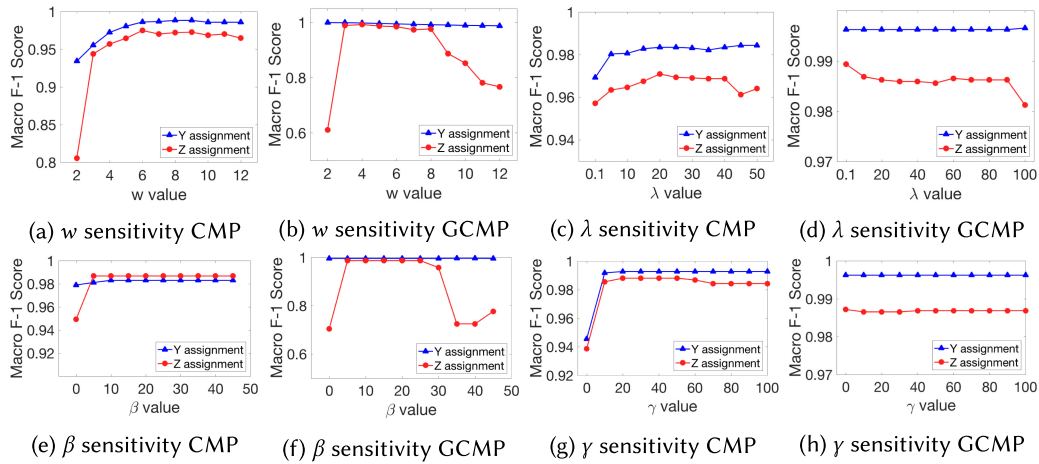 Macro F-1 Score
1
0.95
0.9
0.85
0.8
2 4 6 8 10 12
w value
Y assignment
Z assignment
(a) w sensitivity CMP
Macro F-1 Score
1
0.8
0.6
2 4 6 8 10 12
w value
Y assignment
Z assignment
(b) w sensitivity GCMP
Macro F-1 Score
1
0.98
0.96
0.94
0.1 10 20 30 40 50
λ value
Y assignment
Z assignment
(c) λ sensitivity CMP
Macro F-1 Score
1
0.99
0.98
0.97
0.1 20 40 60 80 100
λ value
Y assignment
Z assignment
(d) λ sensitivity GCMP
Macro F-1 Score
1
0.98
0.94
0.92
0 10 20 30 40 50
β value
Y assignment
Z assignment
(e) β sensitivity CMP
Macro F-1 Score
1
0.8
0.6
0 10 20 30 40 50
β value
Y assignment
Z assignment
(f) β sensitivity GCMP
Macro F-1 Score
1
0.98
0.96
0.94
0.92
0 20 40 60 80 100
γ value
Y assignment
Z assignment
(g) γ sensitivity CMP
Macro F-1 Score
1
0.99
0.98
0.97
0 20 40 60 80 100
γ value
Y assignment
Z assignment
(h) γ sensitivity GCMP